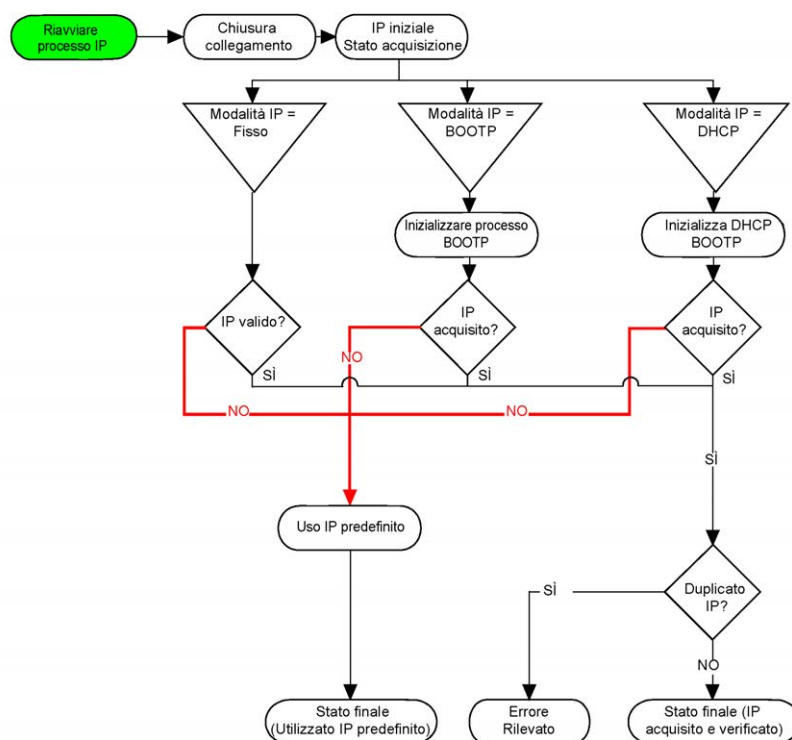 Riavviare
processo IP
Chiusura
collegamento
IP iniziale
Stato acquisizione
Modalità IP =
Fisso
Modalità IP =
BOOTP
Modalità IP =
DHCP
Inizializzare processo
BOOTP
Inizializza DHCP
BOOTP
IP valido?
IP
acquisito?
IP
acquisito?
NO
SÌ
SÌ
SÌ
NO
NO
SÌ
Uso IP predefinito
Duplicato
IP?
SÌ
NO
Stato finale
(Utilizzato IP predefinito)
Errore
Rilevato
Stato finale (IP
acquisito e verificato)